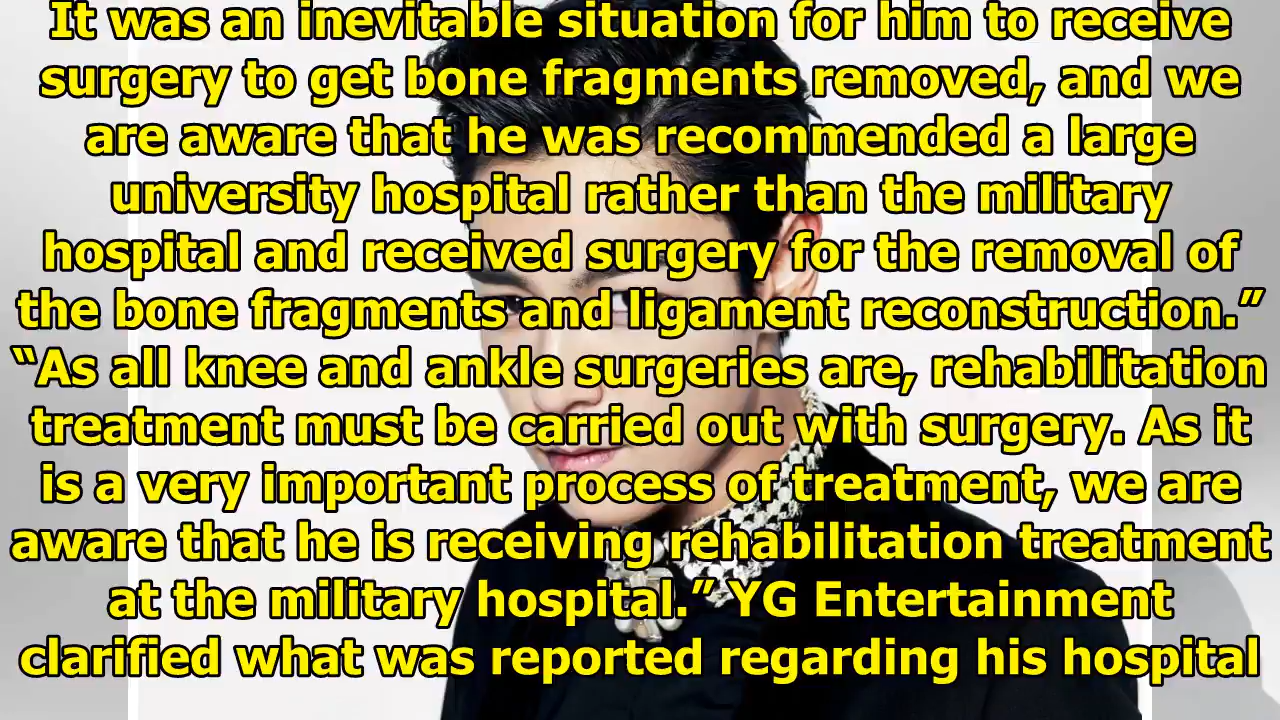 It was an inevitable situation for him to receive
surgery to get bone fragments removed, and we
are aware that he was recommended a large
university hospital rather than the military
hospital and received surgery for the removal of
the bone fragments and ligament reconstruction.”
“As all knee and ankle surgeries are, rehabilitation
treatment must be carried out with surgery. As it
is a very important process of treatment, we are
aware that he is receiving rehabilitation treatment
at the military hospital.” YG Entertainment
clarified what was reported regarding his hospital